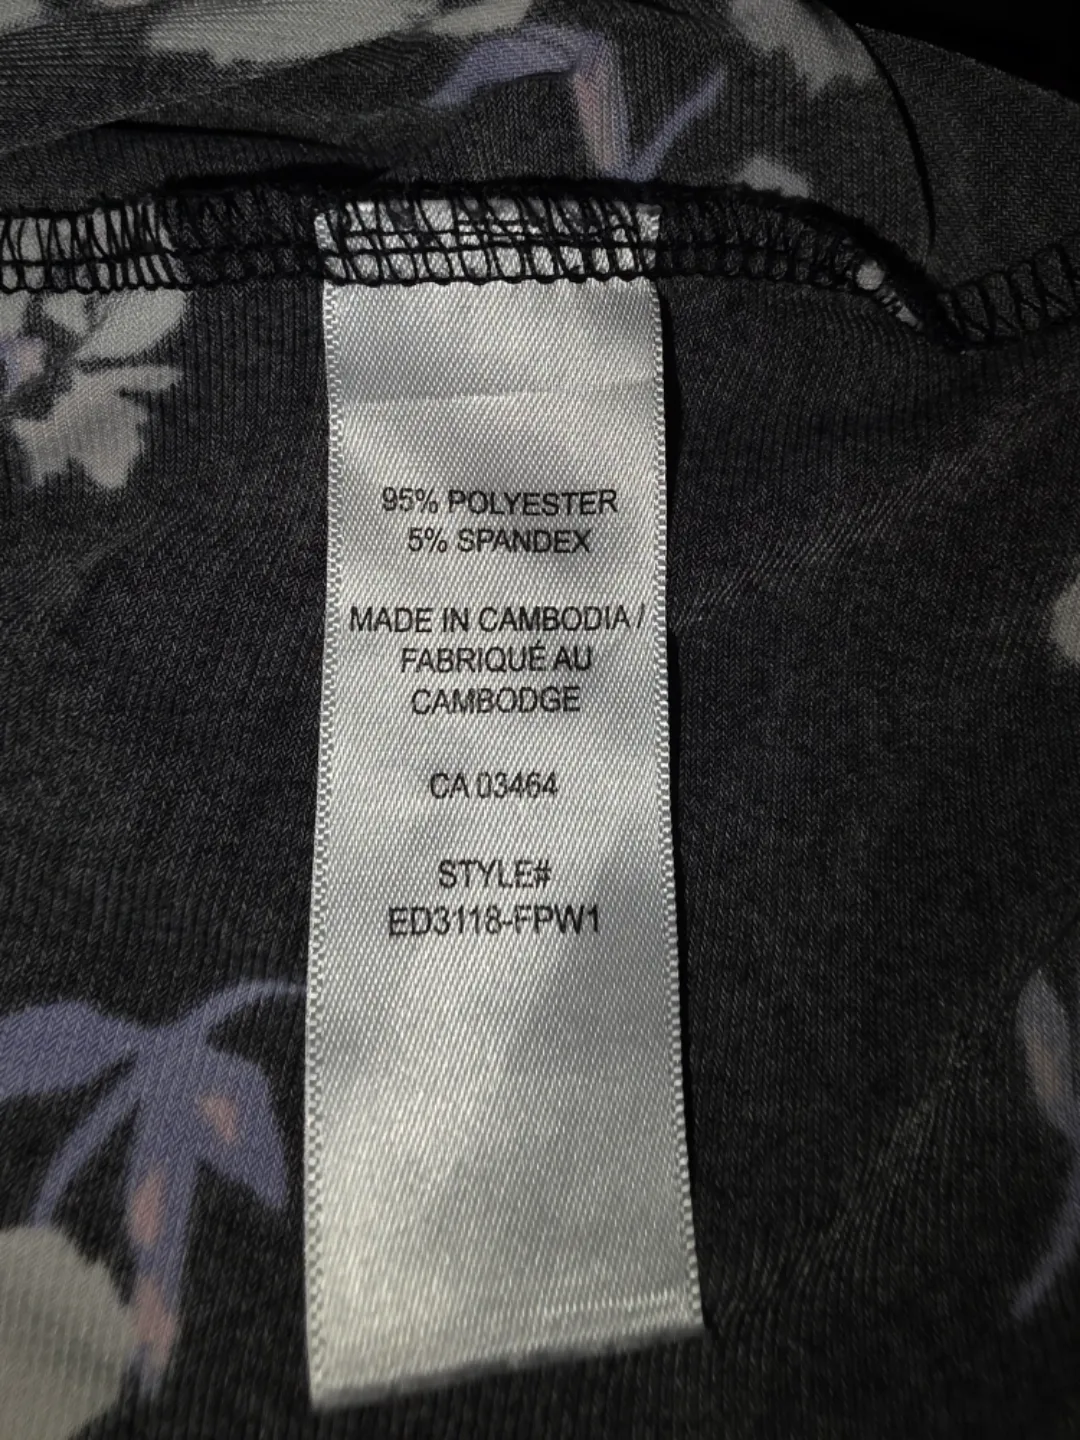 95% POLYESTER
5% SPANDEX
MADE IN CAMBODIA /
FABRIQUÉ AU
CAMBODGE
CA 03464
STYLE#
ED3118-FPW1